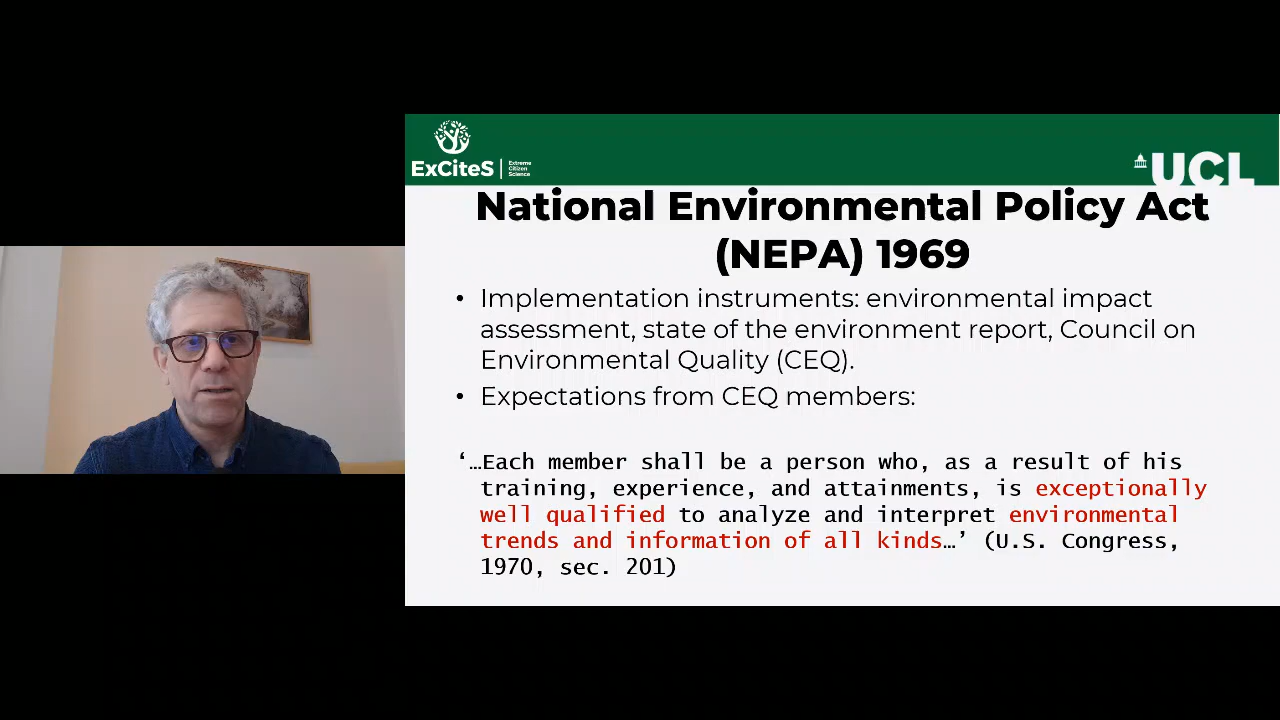 ExCiteS
Extreme
Citizen
Science
UCL
National Environmental Policy Act
(NEPA) 1969
• Implementation instruments: environmental impact
assessment, state of the environment report, Council on
Environmental Quality (CEQ).
• Expectations from CEQ members:
‘…Each member shall be a person who, as a result of his
training, experience, and attainments, is exceptionally
well qualified to analyze and interpret environmental
trends and information of all kinds…’ (U.S. Congress,
1970, sec. 201)